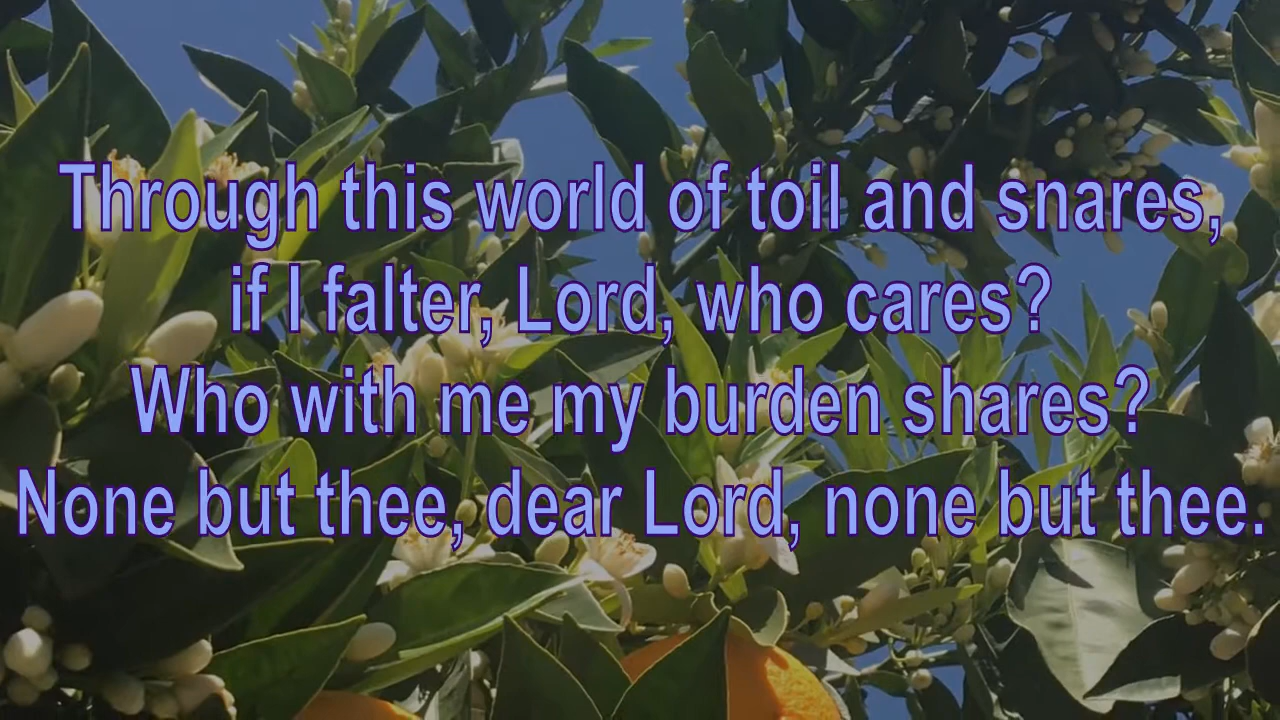 Through this world of toil and snares,
if I falter, Lord, who cares?
Who with me my burden shares?
None but thee, dear Lord, none but thee.